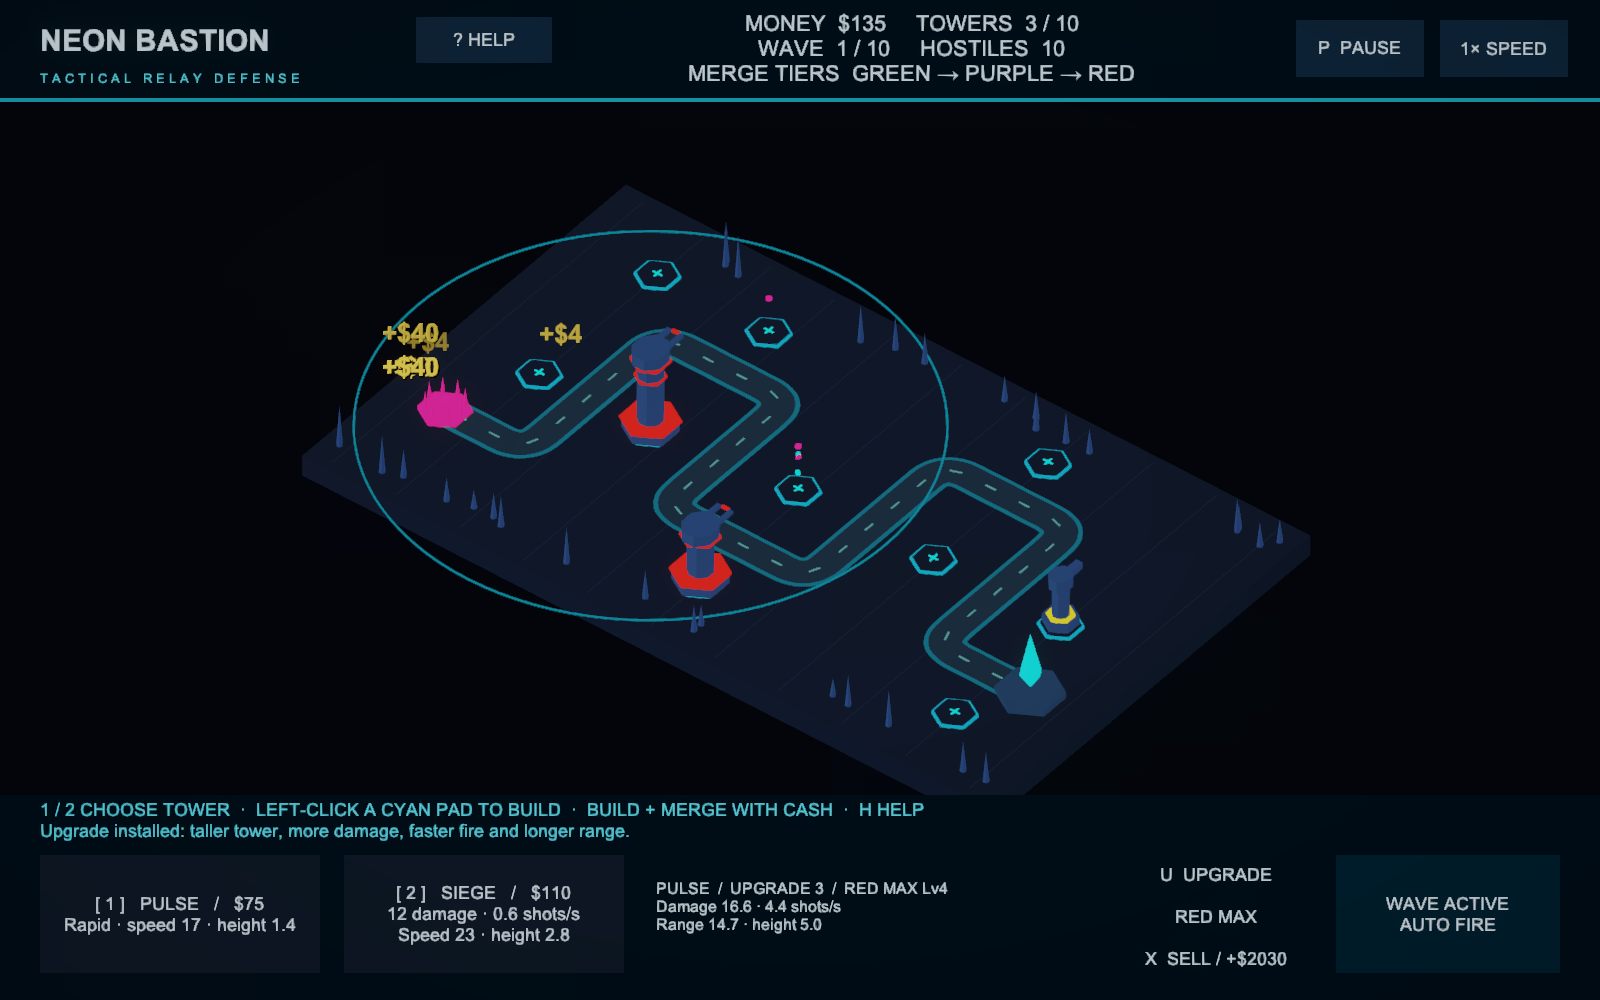 NEON BASTION
TACTICAL RELAY DEFENSE
? HELP
MONEY $135 TOWERS 3 / 10
WAVE 1 / 10 HOSTILES 10
MERGE TIERS GREEN → PURPLE → RED
P PAUSE
1× SPEED
+$40
+$4
+$4
+$40
1 / 2 CHOOSE TOWER · LEFT-CLICK A CYAN PAD TO BUILD · BUILD + MERGE WITH CASH · H HELP
Upgrade installed: taller tower, more damage, faster fire and longer range.
[ 1 ] PULSE / $75
Rapid · speed 17 · height 1.4
[ 2 ] SIEGE / $110
12 damage · 0.6 shots/s
Speed 23 · height 2.8
PULSE / UPGRADE 3 / RED MAX Lv4
Damage 16.6 · 4.4 shots/s
Range 14.7 · height 5.0
U UPGRADE
RED MAX
X SELL / +$2030
WAVE ACTIVE
AUTO FIRE